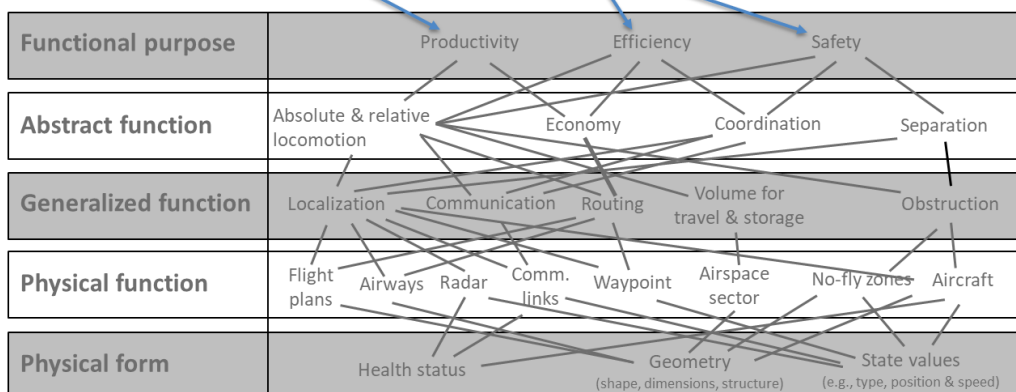 Functional purpose
Productivity
Efficiency
Safety
Abstract function
Absolute & relative
locomotion
Economy
Coordination
Separation
Generalized function
Localization
Communication
Routing
Volume for
travel & storage
Obstruction
Physical function
Flight
plans
Airways
Radar
Comm.
links
Waypoint
Airspace
sector
No-fly zones
Aircraft
Physical form
Health status
Geometry
(shape, dimensions, structure)
State values
(e.g., type, position & speed)